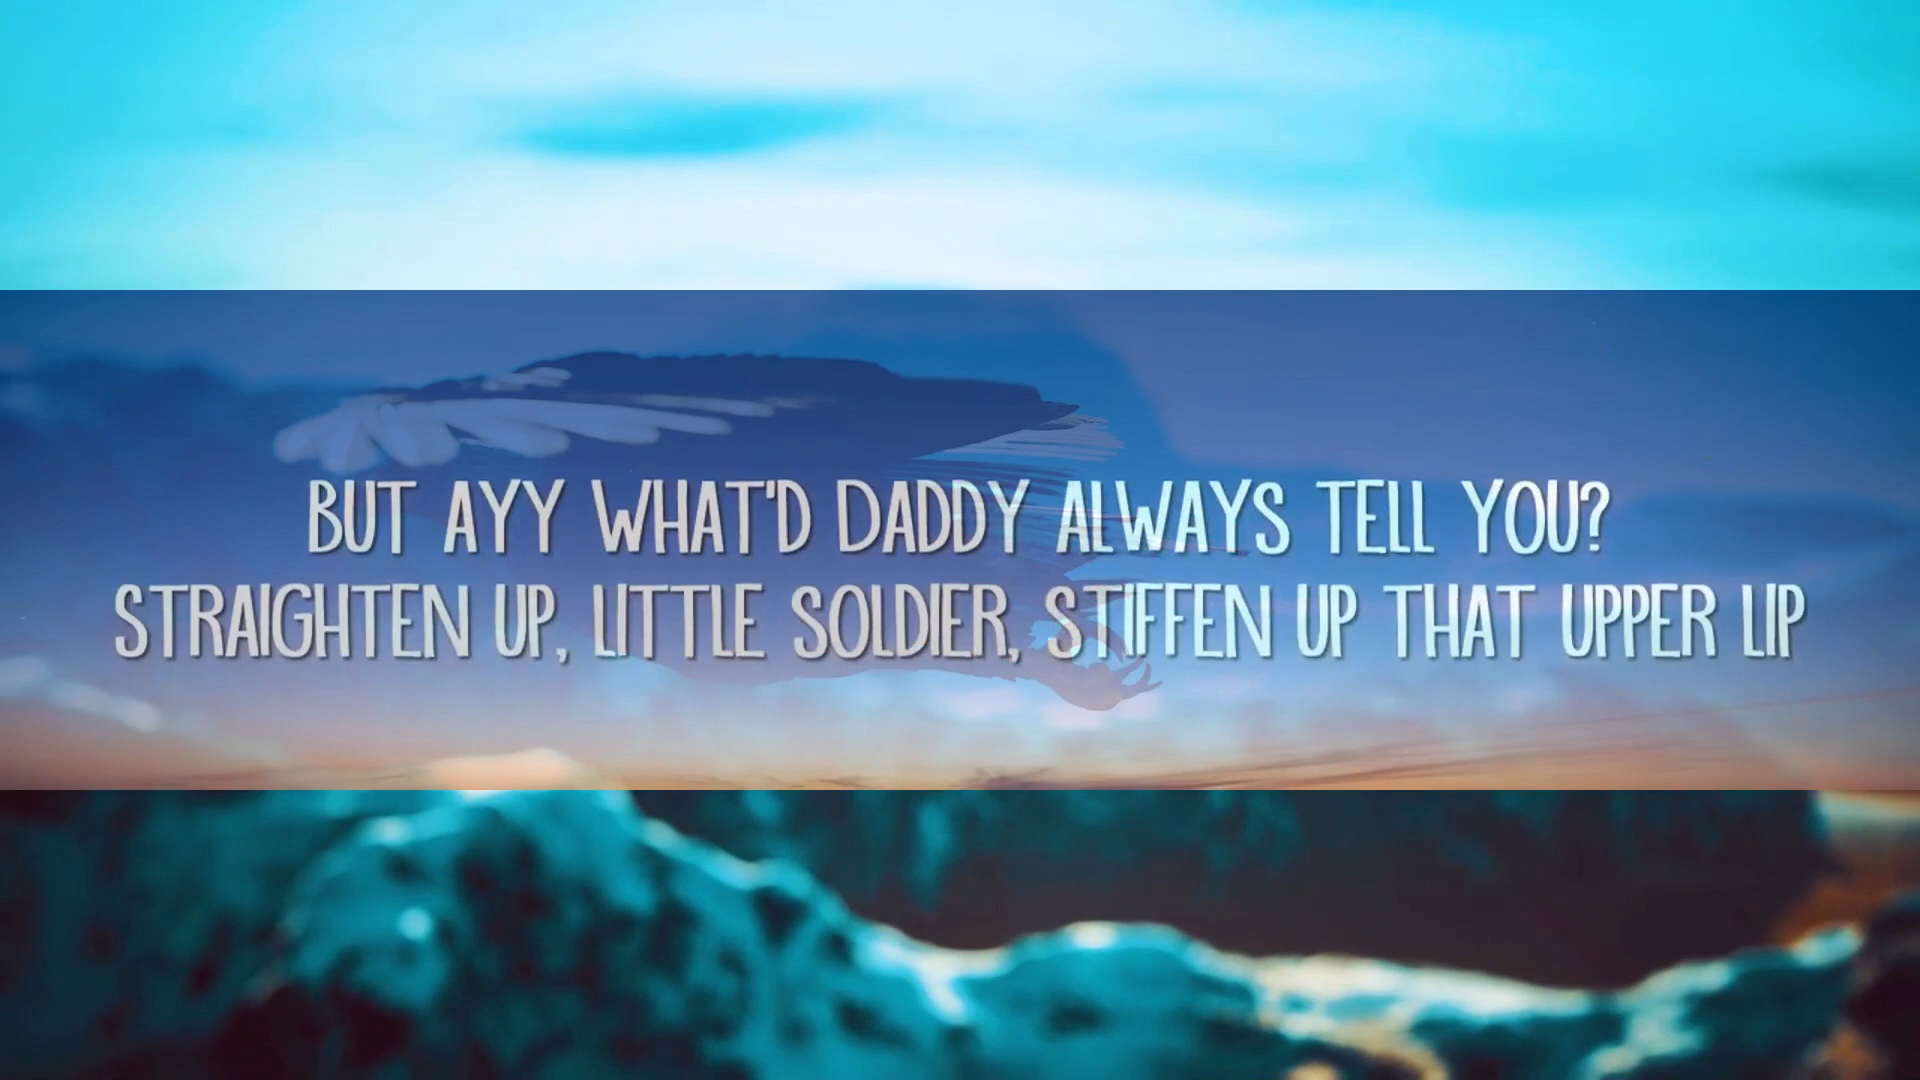 BUT AYY WHAT'D DADDY ALWAYS TELL YOU?
STRAIGHTEN UP, LITTLE SOLDIER, STIFFEN UP THAT UPPER LIP